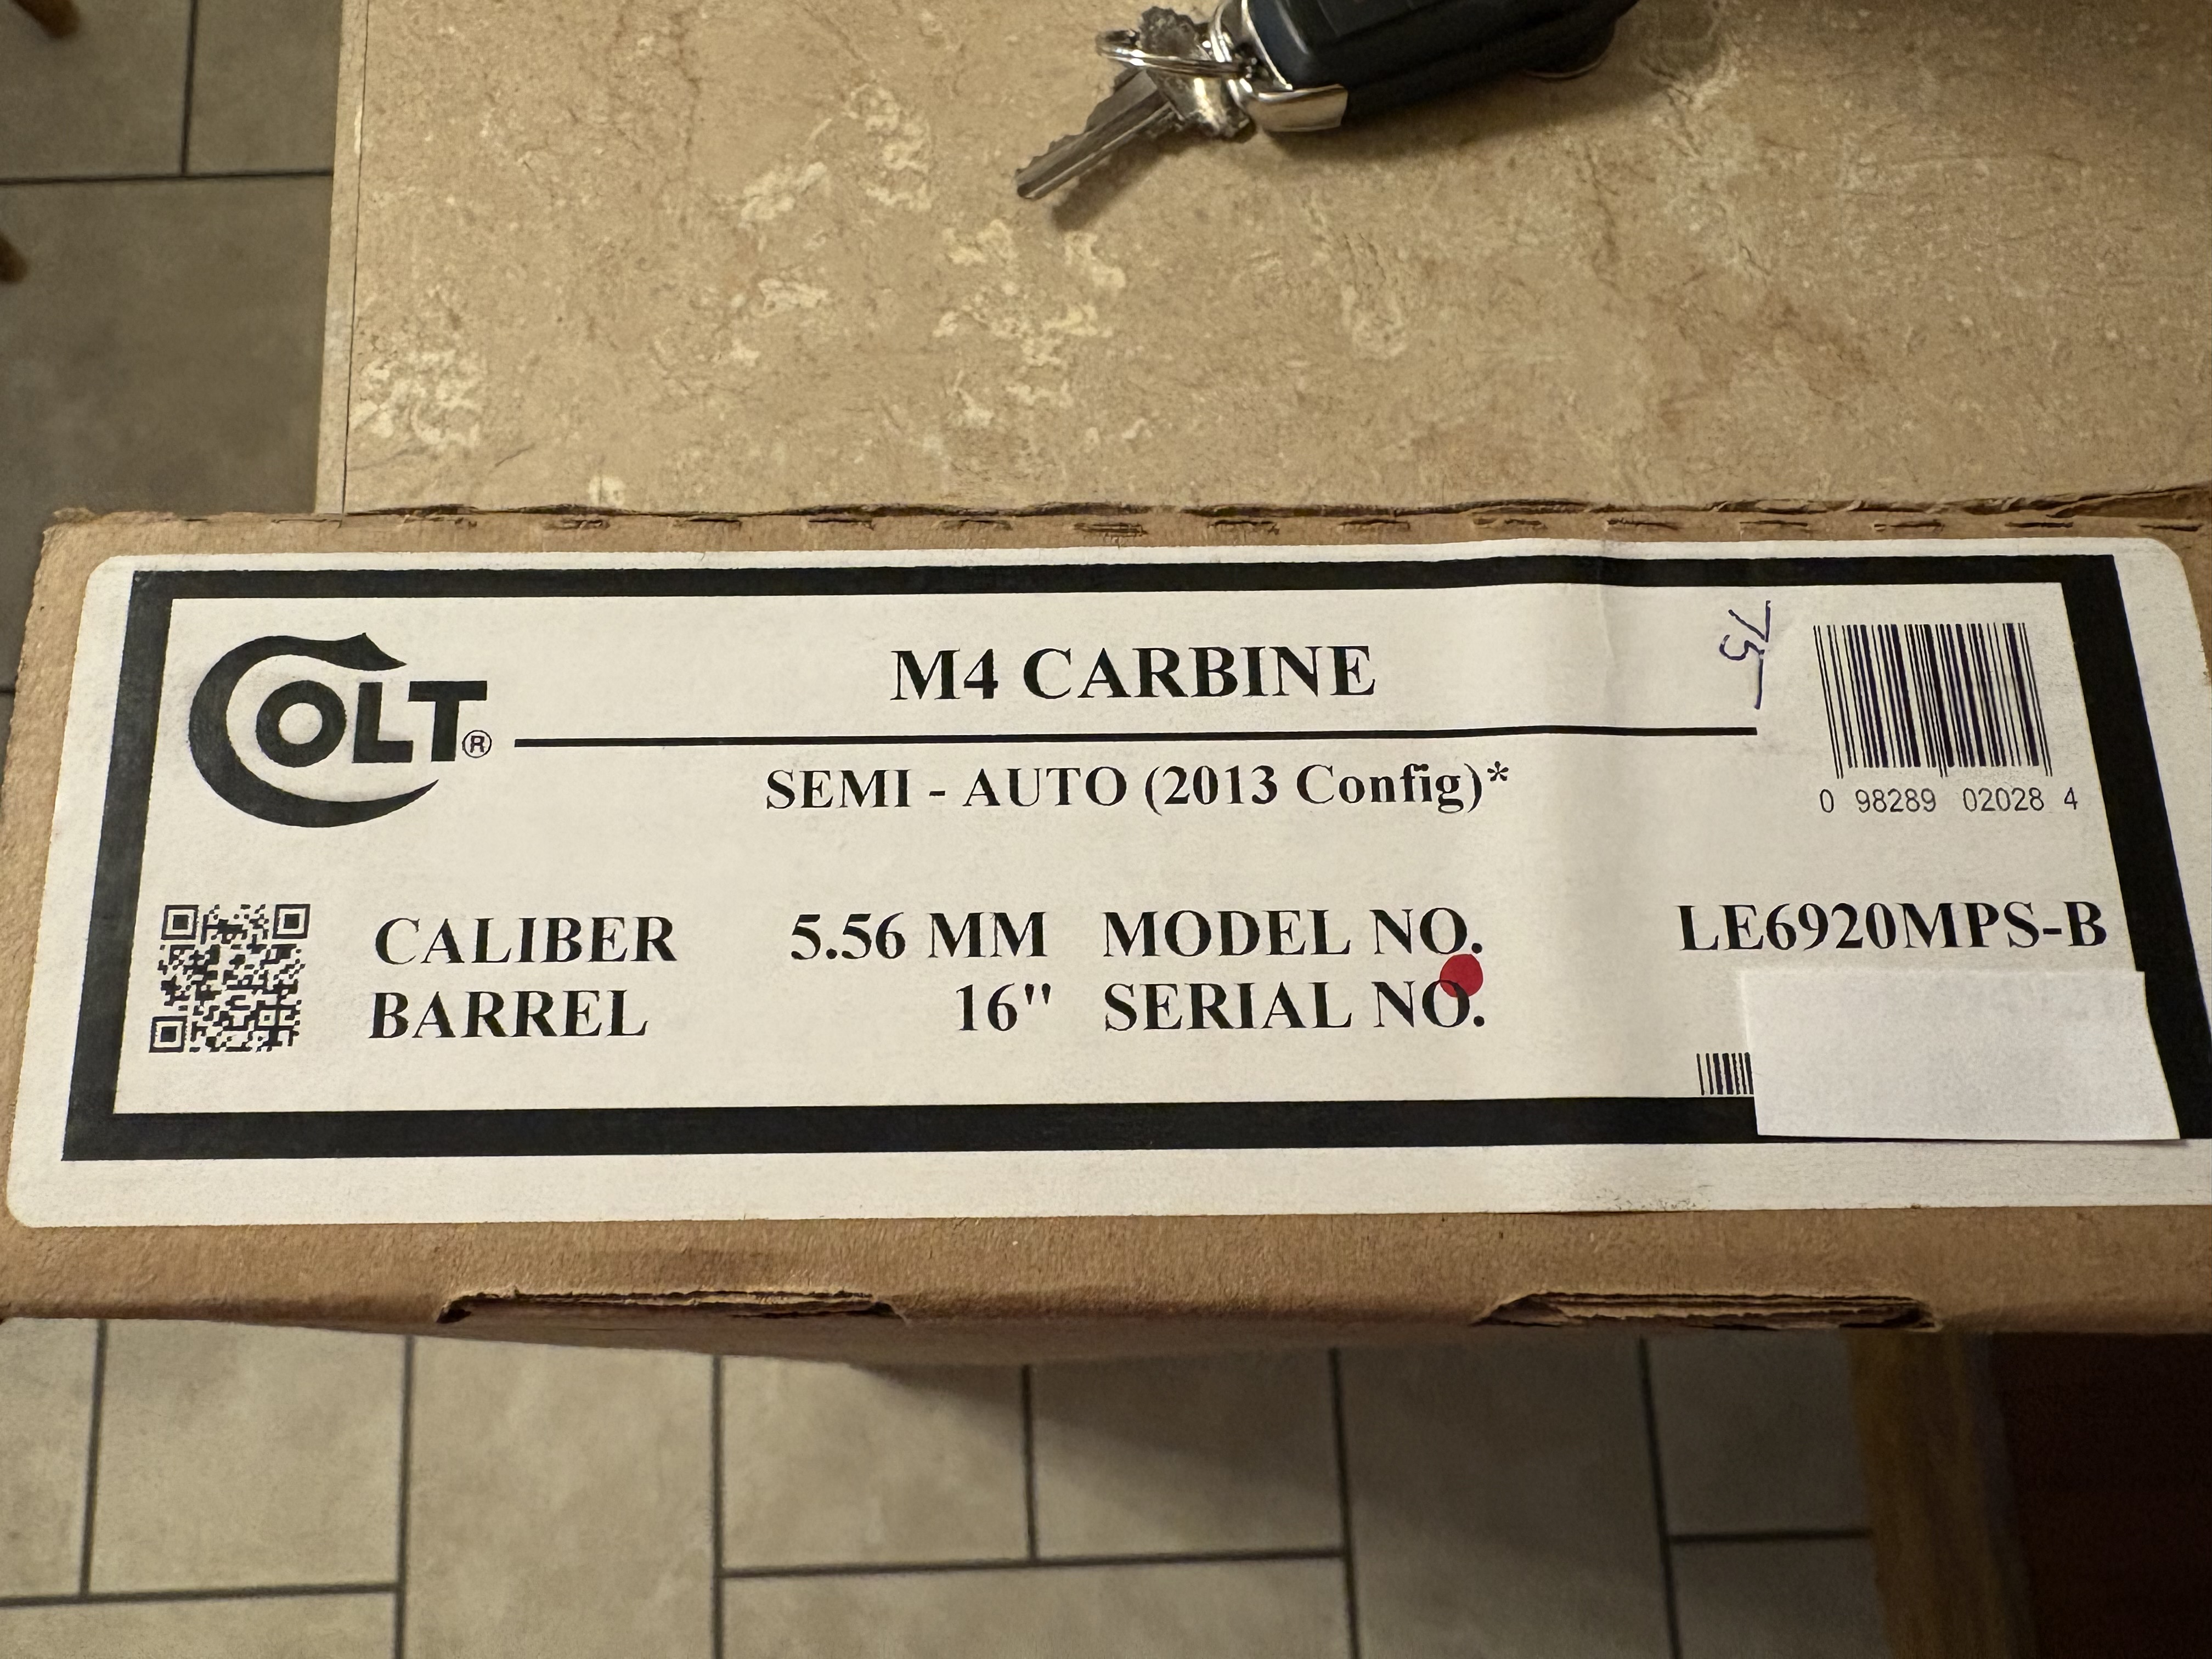 COLT®
M4 CARBINE
75
SEMI - AUTO (2013 Config)*
0 98289 02028 4
CALIBER 5.56 MM MODEL NO. LE6920MPS-B
BARREL 16" SERIAL NO.